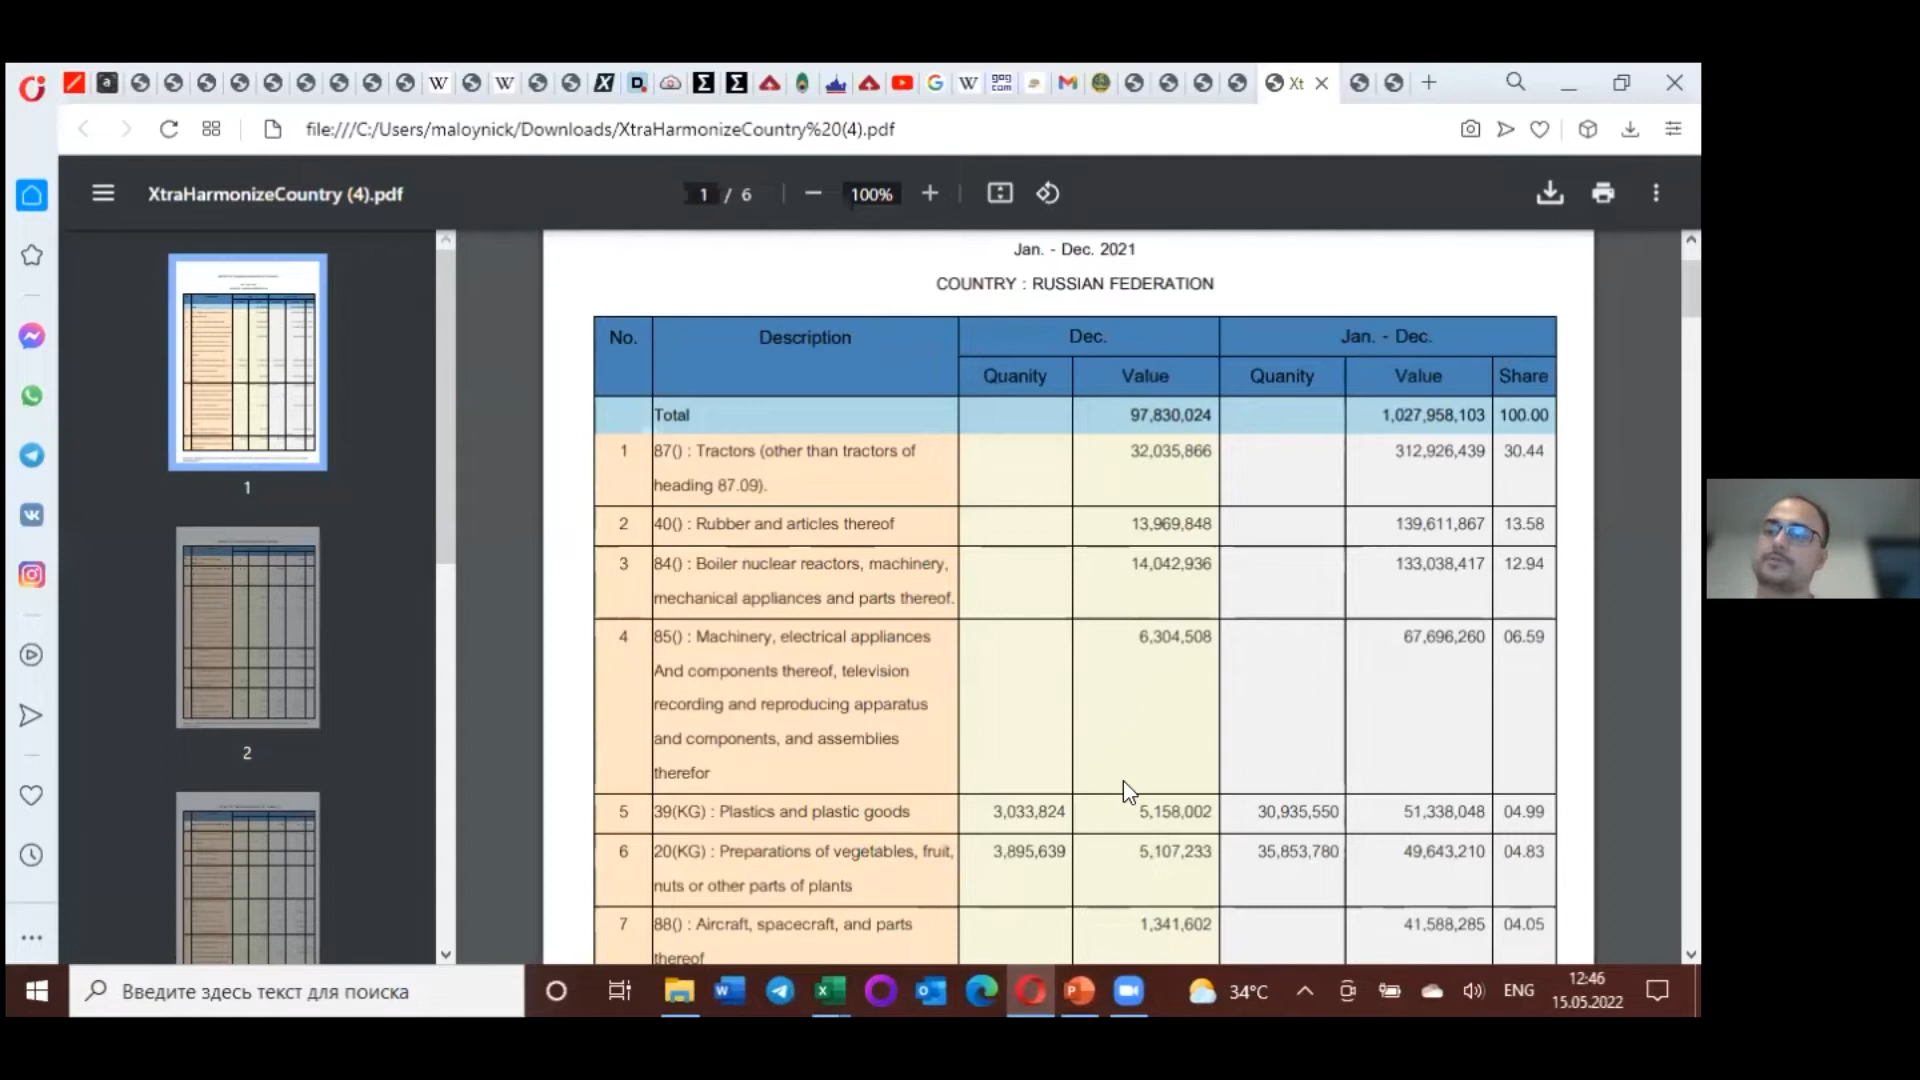 Xt
file:///C:/Users/maloynick/Downloads/XtraHarmonizeCountry%20(4).pdf
XtraHarmonizeCountry (4).pdf
1 / 6
100%
Jan. - Dec. 2021
COUNTRY : RUSSIAN FEDERATION
No. Description Dec. Jan. - Dec.
Quanity Value Quanity Value Share
Total 97,830,024 1,027,958,103 100.00
1 87() : Tractors (other than tractors of 32,035,866 312,926,439 30.44
heading 87.09).
2 40() : Rubber and articles thereof 13,969,848 139,611,867 13.58
3 84() : Boiler nuclear reactors, machinery, 14,042,936 133,038,417 12.94
mechanical appliances and parts thereof.
4 85() : Machinery, electrical appliances 6,304,508 67,696,260 06.59
And components thereof, television
recording and reproducing apparatus
and components, and assemblies
therefor
5 39(KG) : Plastics and plastic goods 3,033,824 5,158,002 30,935,550 51,338,048 04.99
6 20(KG) : Preparations of vegetables, fruit, 3,895,639 5,107,233 35,853,780 49,643,210 04.83
nuts or other parts of plants
7 88() : Aircraft, spacecraft, and parts 1,341,602 41,588,285 04.05
thereof
1
2
Введите здесь текст для поиска
34°C
ENG
12:46
15.05.2022